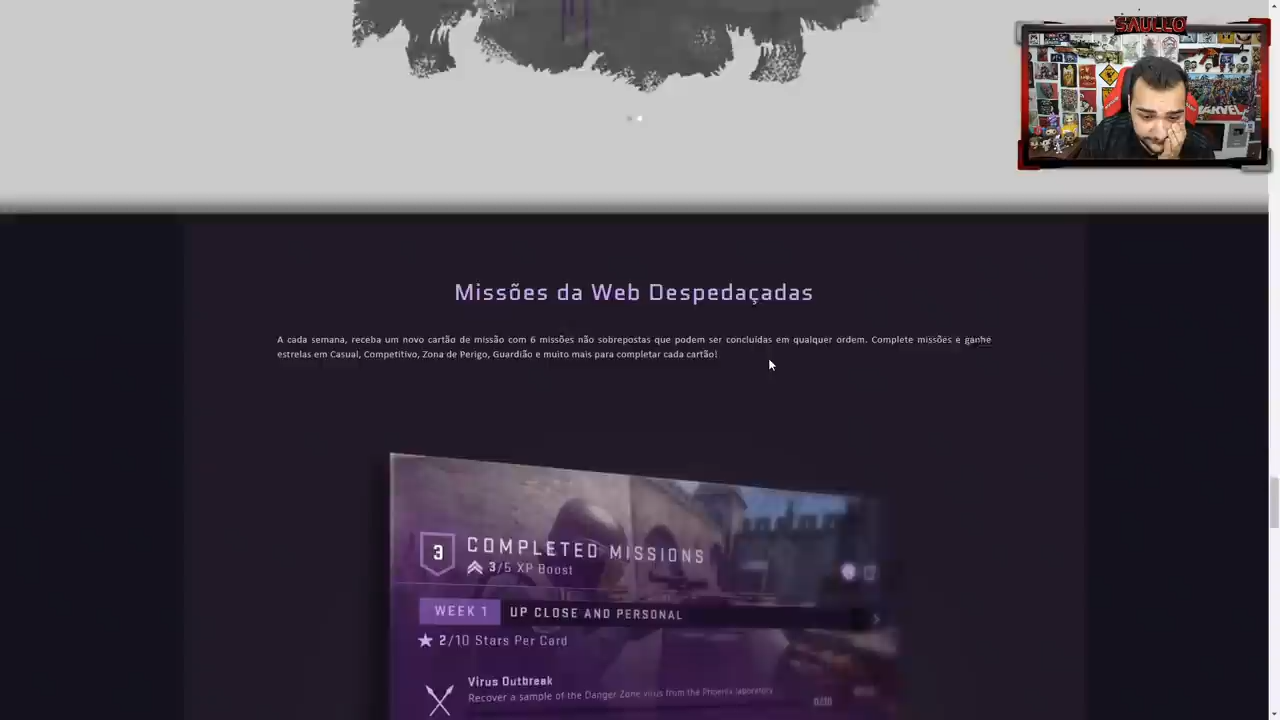 SAULLO
MARVEL
Missões da Web Despedaçadas
A cada semana, receba um novo cartão de missão com 6 missões não sobrepostas que podem ser concluídas em qualquer ordem. Complete missões e ganhe
estrelas em Casual, Competitivo, Zona de Perigo, Guardião e muito mais para completar cada cartão!
3
COMPLETED MISSIONS
3/5 XP Boost
WEEK 1 UP CLOSE AND PERSONAL
2/10 Stars Per Card
Virus Outbreak
Recover a sample of the Danger Zone virus from the Phoenix laboratory